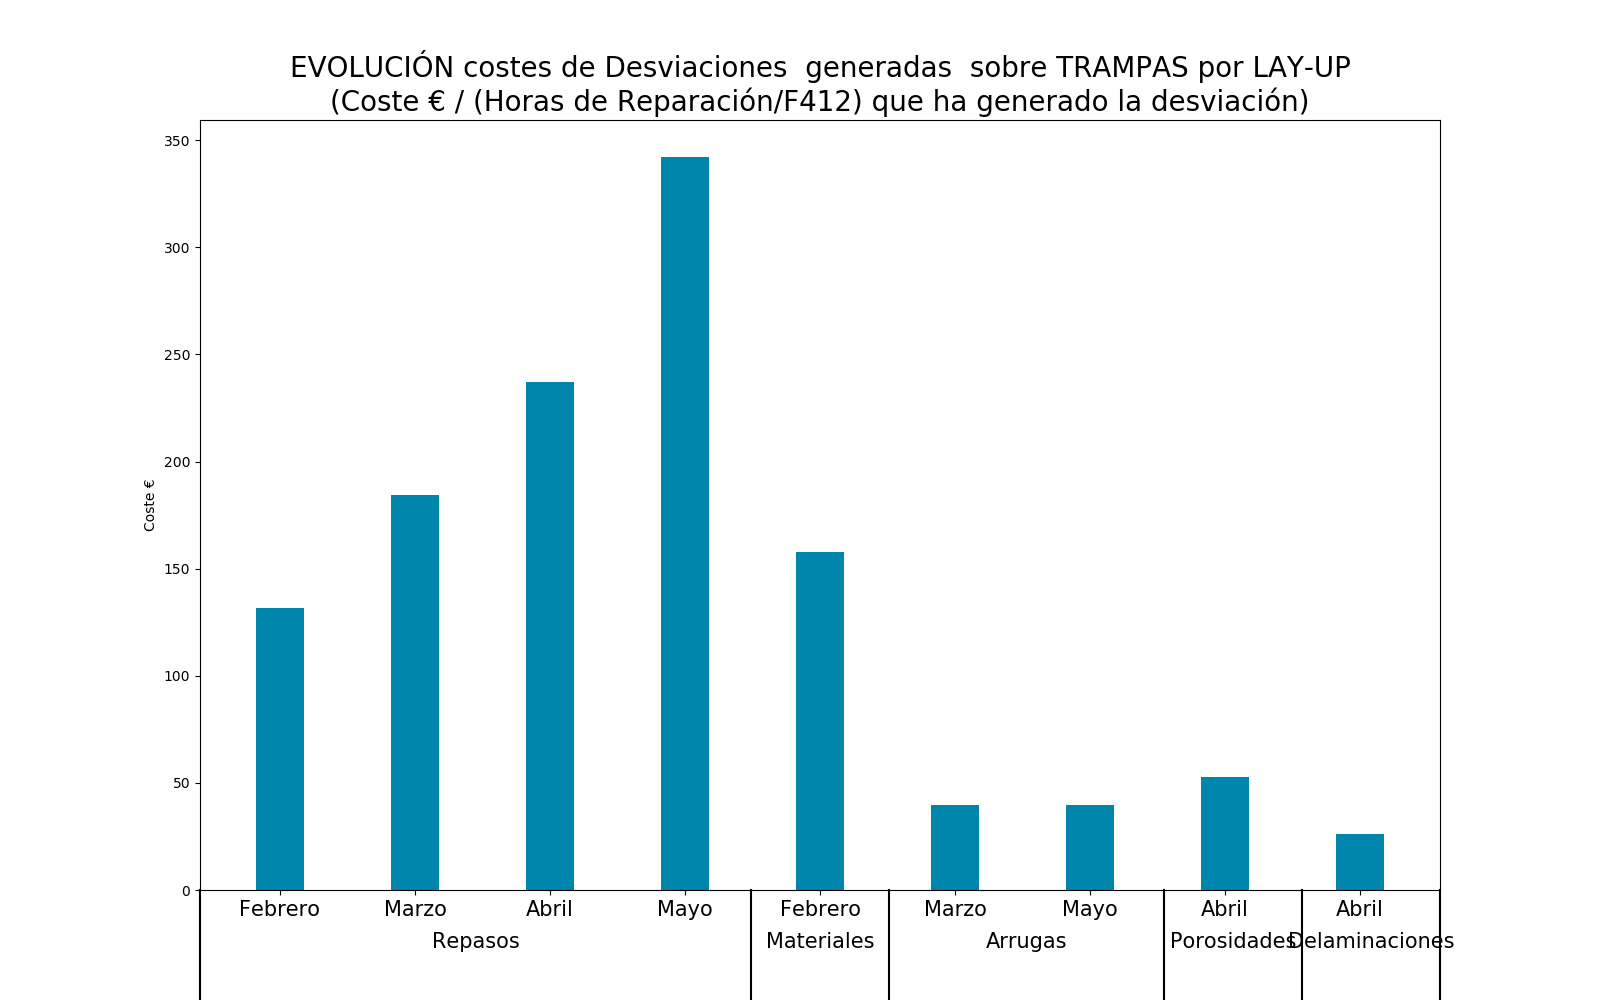 EVOLUCIÓN costes de Desviaciones  generadas  sobre TRAMPAS por LAY-UP
(Coste € / (Horas de Reparación/F412) que ha generado la desviación)
350
300
250
200
150
100
50
0
Coste €
Febrero Marzo Abril Mayo Febrero Marzo Mayo Abril Abril
Repasos Materiales Arrugas Porosidades Delaminaciones